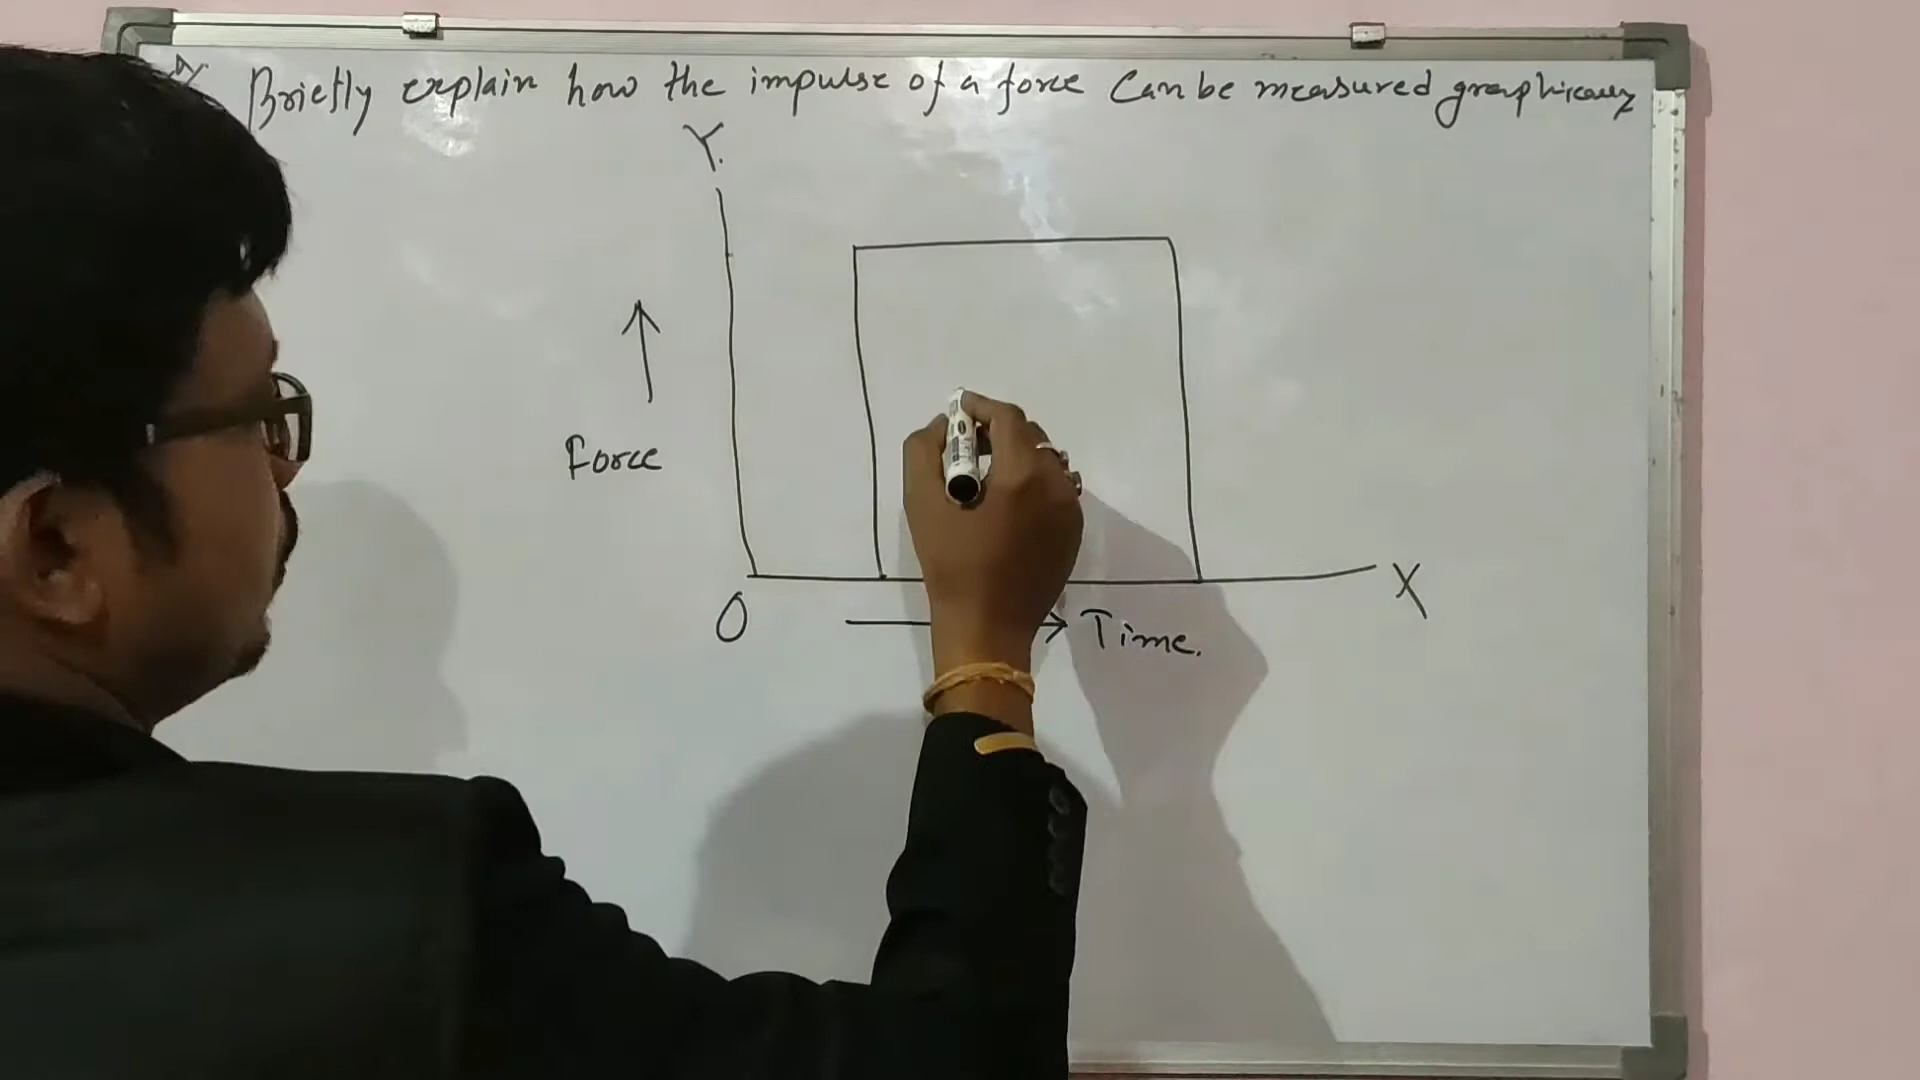 Q/ Briefly explain how the impulse of a force Can be measured graphically
Y.
Force
O
Time.
X